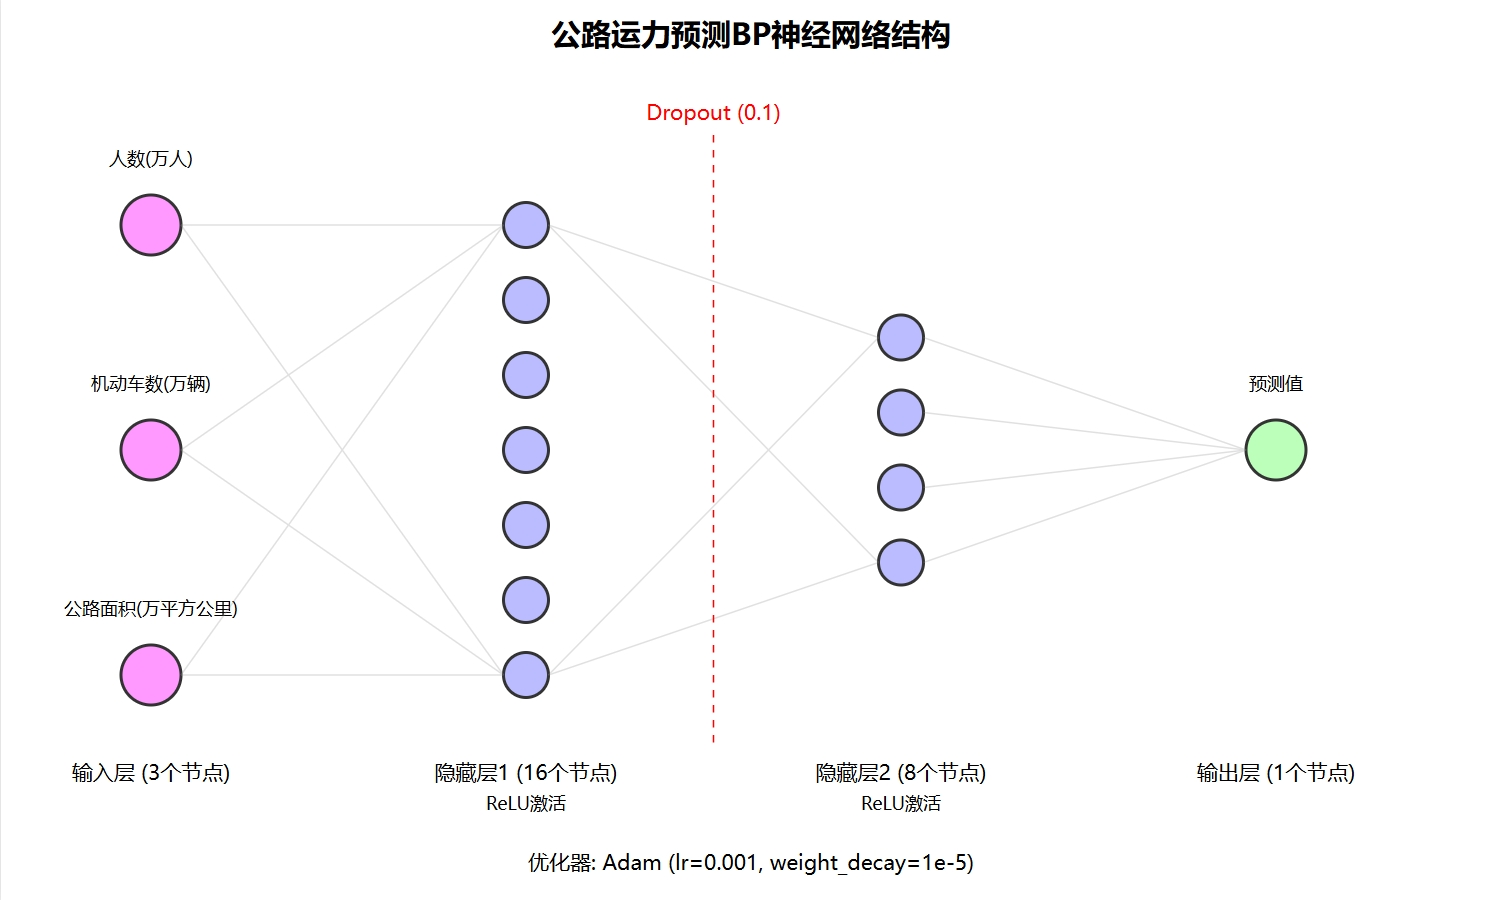 公路运力预测BP神经网络结构
Dropout (0.1)
人数(万人)
机动车数(万辆)
预测值
公路面积(万平方公里)
输入层 (3个节点)
隐藏层1 (16个节点)
隐藏层2 (8个节点)
输出层 (1个节点)
ReLU激活
ReLU激活
优化器: Adam (lr=0.001, weight_decay=1e-5)